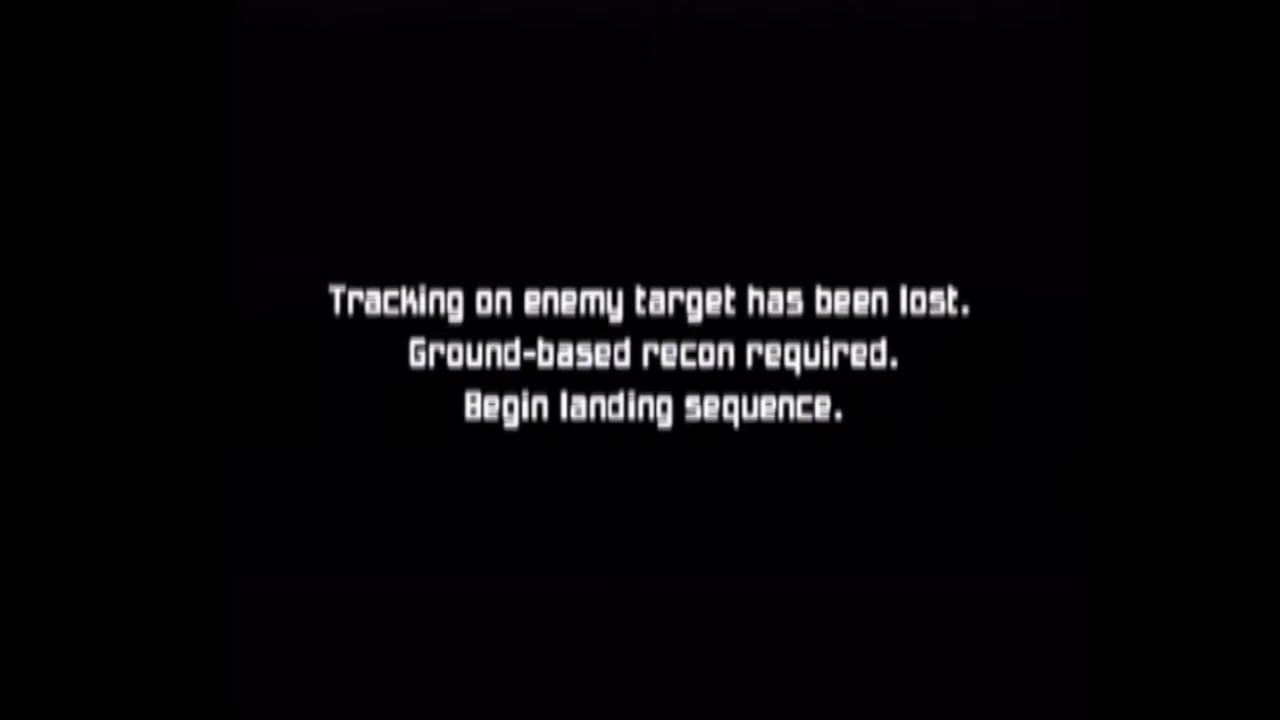 Tracking on enemy target has been lost.
Ground-based recon required.
Begin landing sequence.